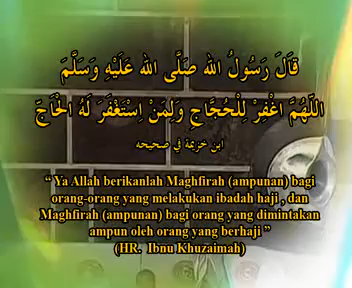 قَالَ رَسُولُ الله صَلَّى الله عَلَيْهِ وَسَلَّمَ
اللّهُمَّ اغْفِرْ لِلْحُجَّاجِ وَلِمَنْ اِسْتَغْفَرَ لَهُ الْحَاجّ
ابن خزيمة في صحيحه
“ Ya Allah berikanlah Maghfirah (ampunan) bagi
orang-orang yang melakukan ibadah haji , dan
Maghfirah (ampunan) bagi orang yang dimintakan
ampun oleh orang yang berhaji ”
(HR.  Ibnu Khuzaimah)